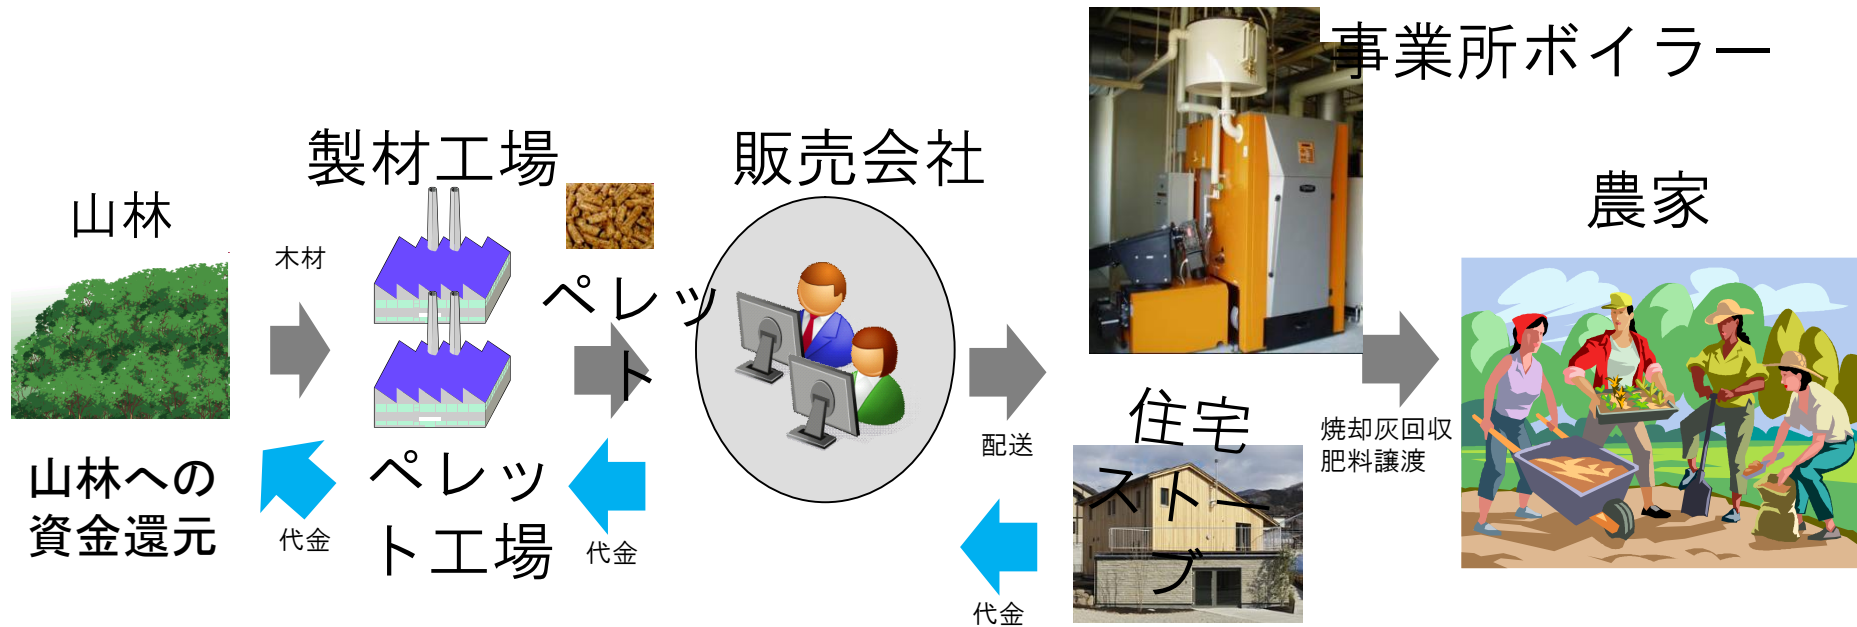 事業所ボイラー
製材工場
販売会社
農家
山林
木材
ペレッ
ト
住宅
ストー
ブ
配送
焼却灰回収
肥料譲渡
山林への
資金還元
代金
ペレッ
ト工場
代金
代金